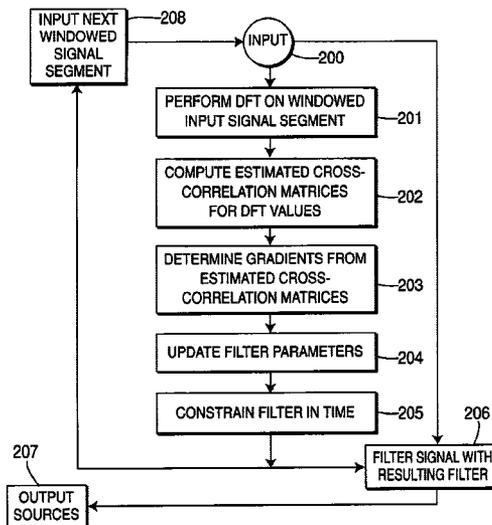 208
INPUT NEXT
WINDOWED
SIGNAL
SEGMENT
INPUT
200
PERFORM DFT ON WINDOWED
INPUT SIGNAL SEGMENT
201
COMPUTE ESTIMATED CROSS-
CORRELATION MATRICES
FOR DFT VALUES
202
DETERMINE GRADIENTS FROM
ESTIMATED CROSS-
CORRELATION MATRICES
203
UPDATE FILTER PARAMETERS
204
CONSTRAIN FILTER IN TIME
205
206
FILTER SIGNAL WITH
RESULTING FILTER
207
OUTPUT
SOURCES